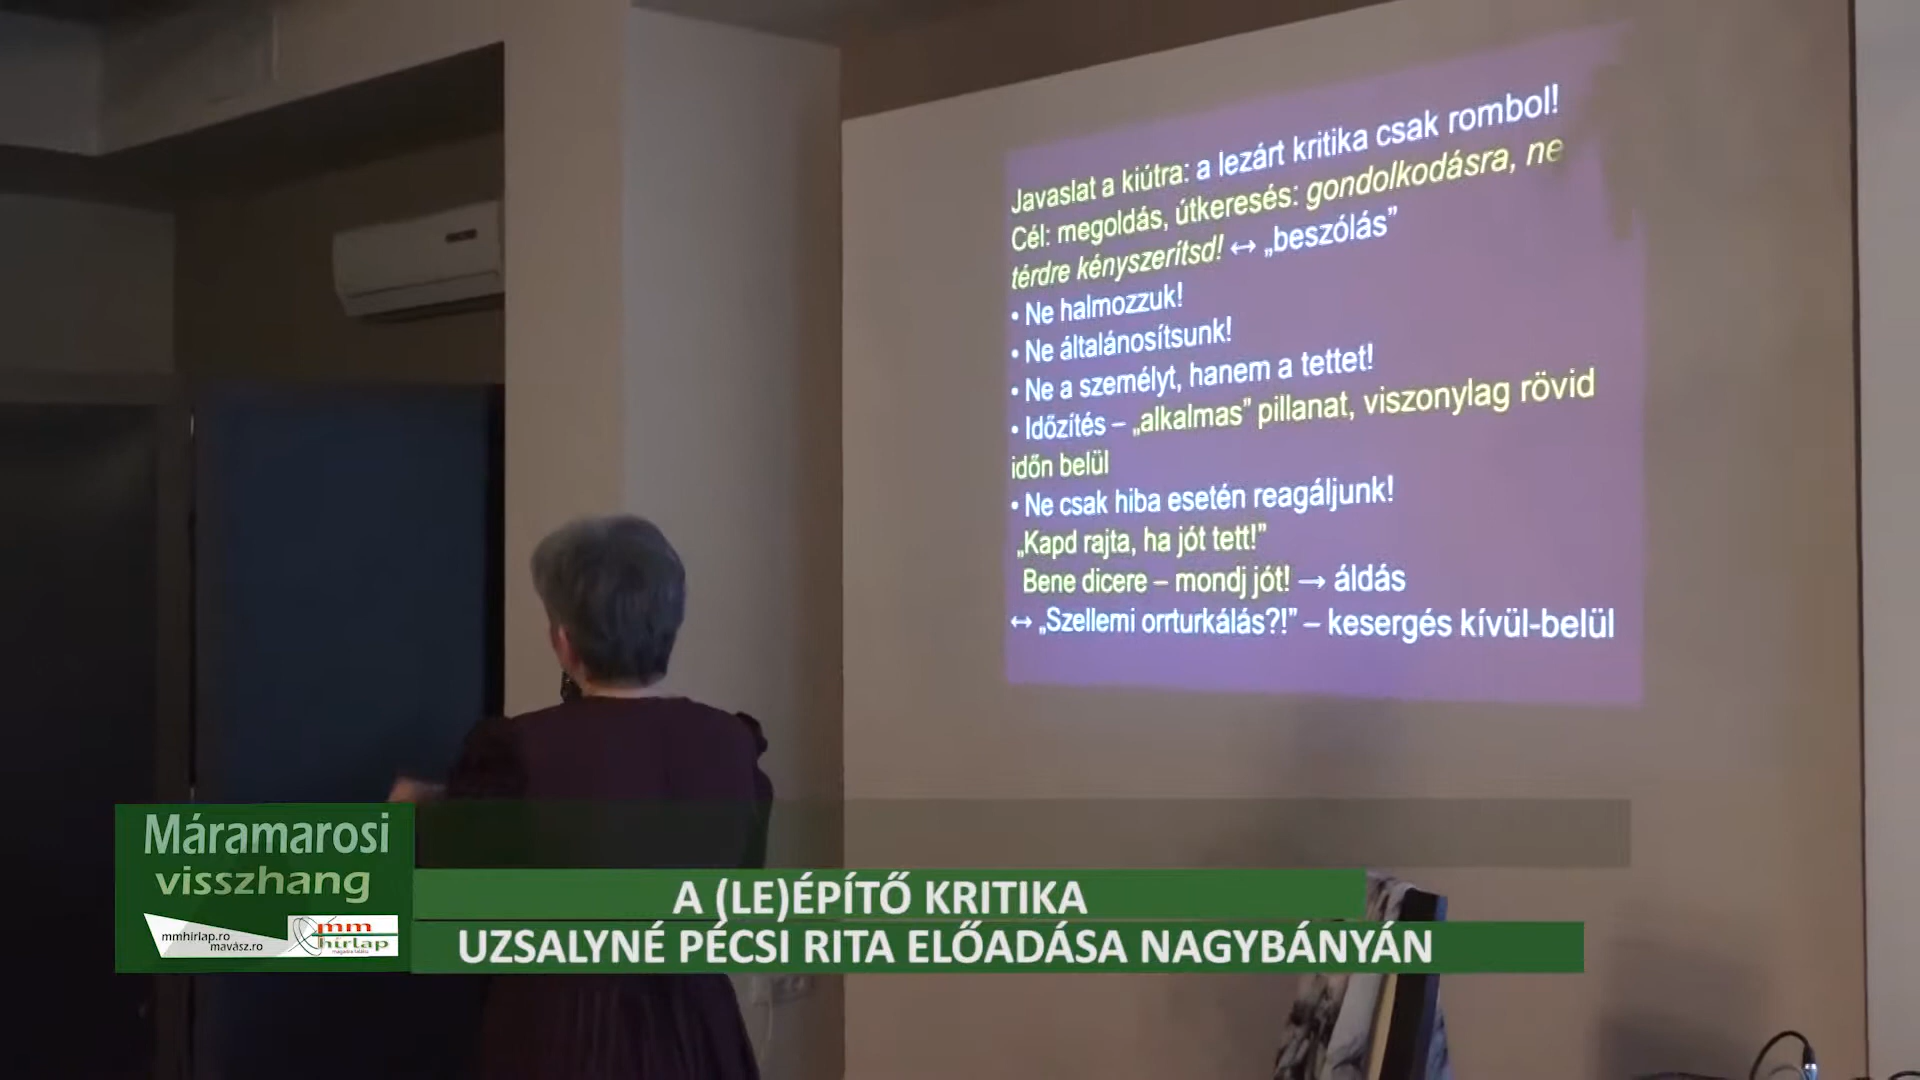 Javaslat a kiútra: a lezárt kritika csak rombol!
Cél: megoldás, útkeresés: gondolkodásra, ne
térdre kényszerítsd! ↔ „beszólás”
• Ne halmozzuk!
• Ne általánosítsunk!
• Ne a személyt, hanem a tettet!
• Időzítés – „alkalmas” pillanat, viszonylag rövid
időn belül
• Ne csak hiba esetén reagáljunk!
„Kapd rajta, ha jót tett!”
Bene dicere – mondj jót! → áldás
↔ „Szellemi orrturkálás?!” – kesergés kívül-belül
Máramarosi
visszhang
mmhirlap.ro
mavász.ro
mm
hírlap
A (LE)ÉPÍTŐ KRITIKA
UZSALYNÉ PÉCSI RITA ELŐADÁSA NAGYBÁNYÁN